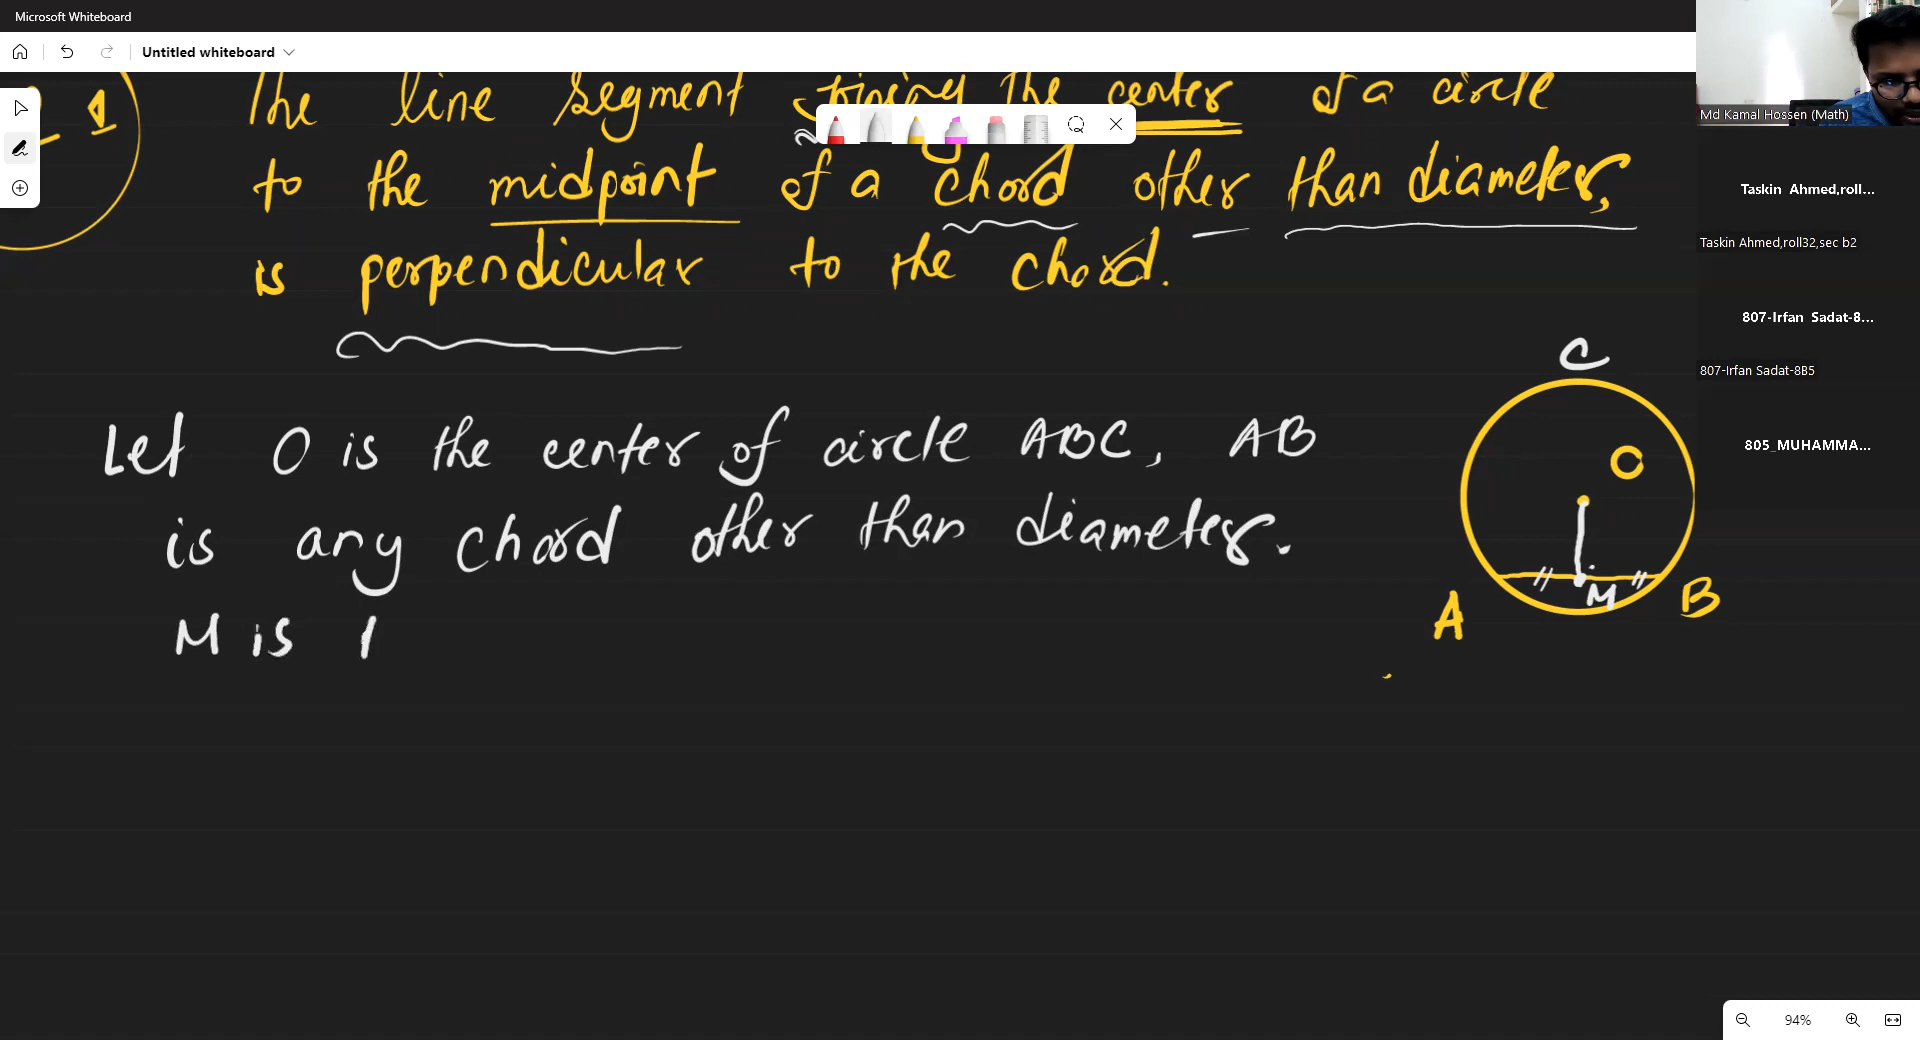 Microsoft Whiteboard
Untitled whiteboard
1
The line segment joining the center of a circle
to the midpoint of a chord other than diameter,
is perpendicular to the chord.
Let O is the center of circle ABC, AB
is any chord other than diameter.
M is
C
O
M
A
B
Md Kamal Hossen (Math)
Taskin Ahmed,roll...
Taskin Ahmed,roll32,sec b2
807-Irfan Sadat-8...
807-Irfan Sadat-8B5
805_MUHAMMA...
94%